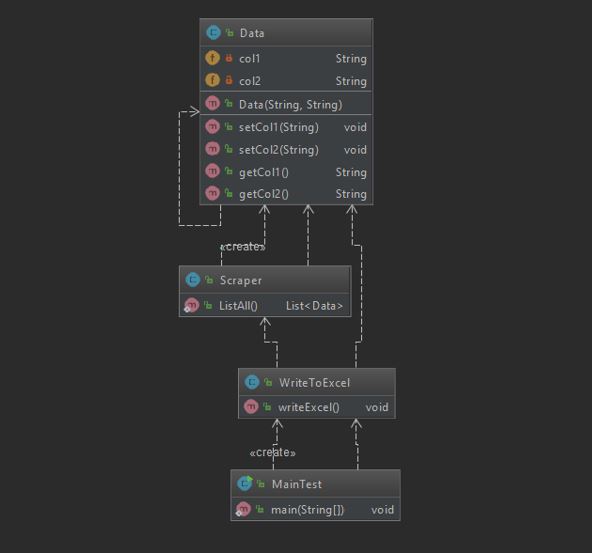 Data
col1 String
col2 String
Data(String, String)
setCol1(String) void
setCol2(String) void
getCol1() String
getCol2() String
«create»
Scraper
ListAll() List<Data>
WriteToExcel
writeExcel() void
«create»
MainTest
main(String[]) void